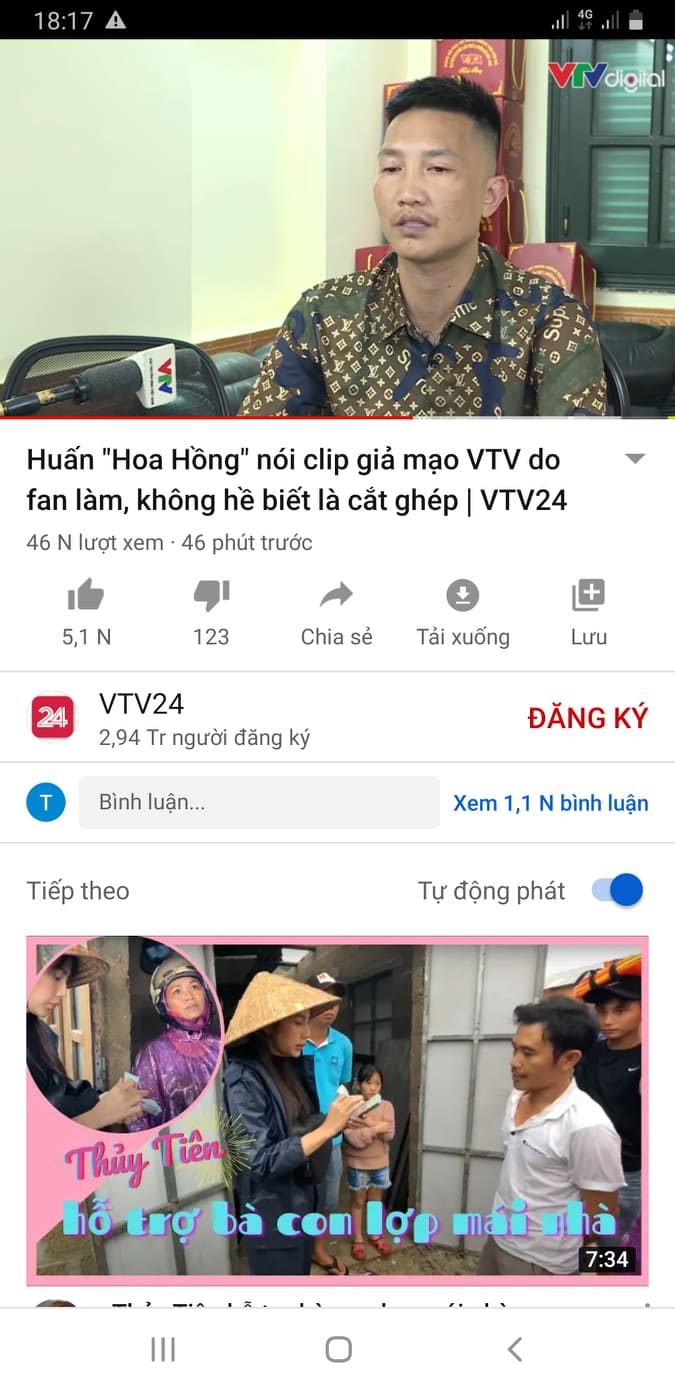 18:17
4G
VTVdigital
VTV
Huấn "Hoa Hồng" nói clip giả mạo VTV do
fan làm, không hề biết là cắt ghép | VTV24
46 N lượt xem · 46 phút trước
5,1 N
123
Chia sẻ
Tải xuống
Lưu
24
VTV24
2,94 Tr người đăng ký
ĐĂNG KÝ
T
Bình luận...
Xem 1,1 N bình luận
Tiếp theo
Tự động phát
Thủy Tiên
hỗ trợ bà con lợp mái nhà
7:34